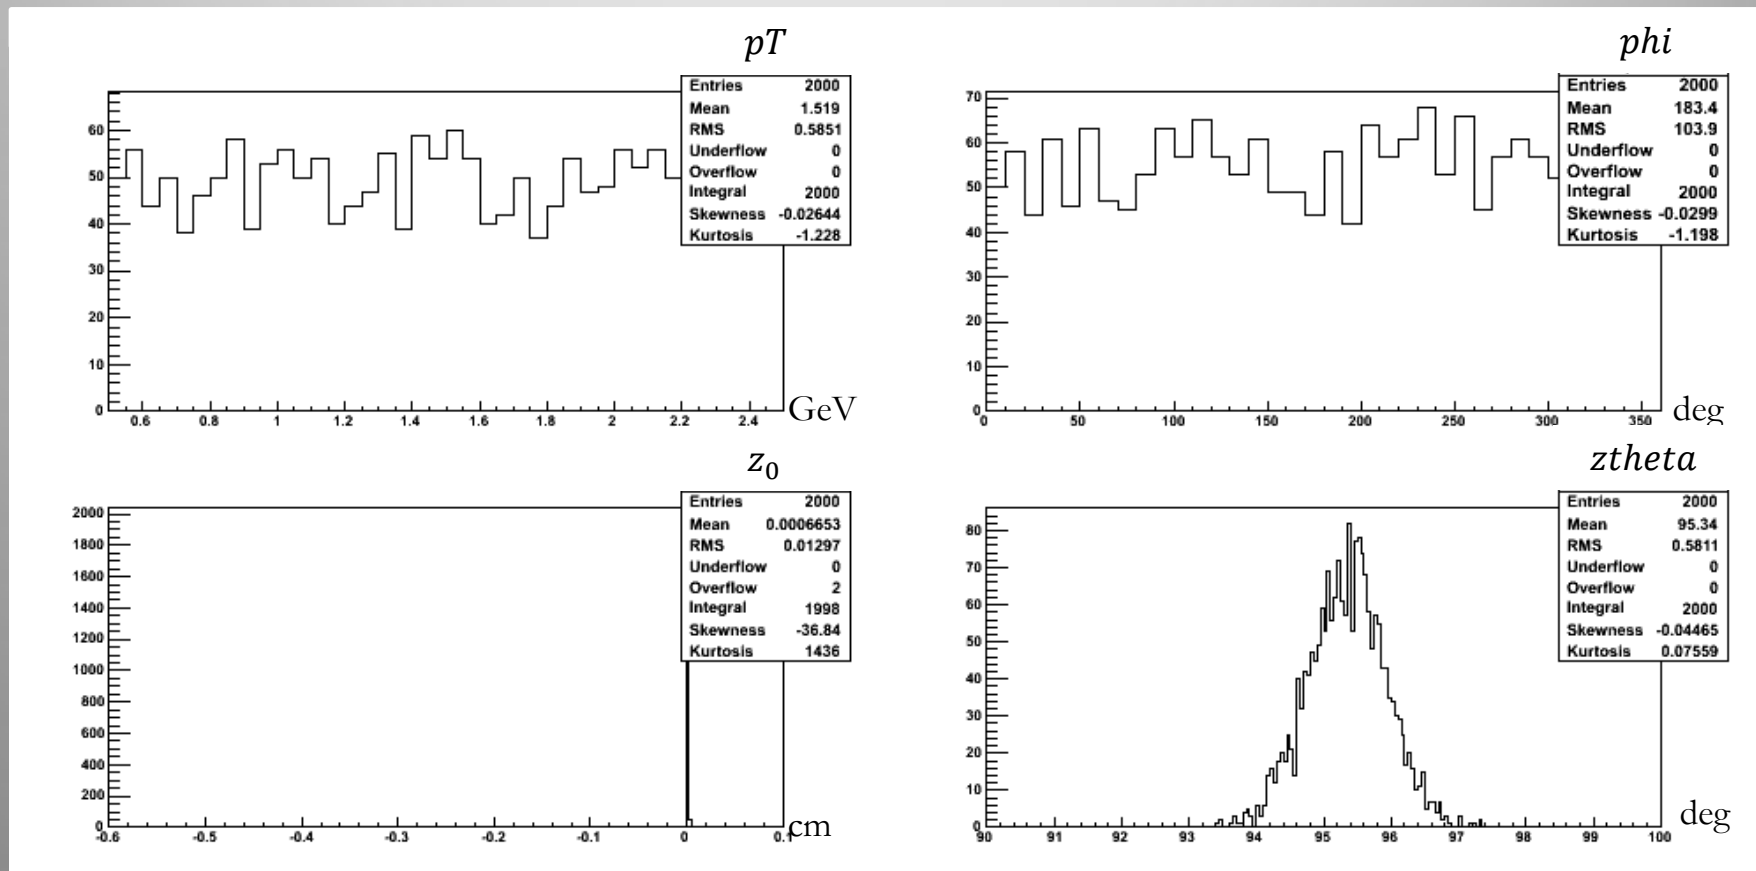 pT
Entries 2000
Mean 1.519
RMS 0.5851
Underflow 0
Overflow 0
Integral 2000
Skewness -0.02644
Kurtosis -1.228
60
50
40
30
20
10
0
0.6 0.8 1 1.2 1.4 1.6 1.8 2 2.2 2.4
GeV
phi
Entries 2000
Mean 183.4
RMS 103.9
Underflow 0
Overflow 0
Integral 2000
Skewness -0.0299
Kurtosis -1.198
70
60
50
40
30
20
10
0
0 50 100 150 200 250 300 350
deg
z₀
Entries 2000
Mean 0.0006653
RMS 0.01297
Underflow 0
Overflow 2
Integral 1998
Skewness -36.84
Kurtosis 1436
2000
1800
1600
1400
1200
1000
800
600
400
200
0
-0.6 -0.5 -0.4 -0.3 -0.2 -0.1 0 0.1
cm
ztheta
Entries 2000
Mean 95.34
RMS 0.5811
Underflow 0
Overflow 0
Integral 2000
Skewness -0.04465
Kurtosis 0.07559
80
70
60
50
40
30
20
10
0
90 91 92 93 94 95 96 97 98 99 100
deg